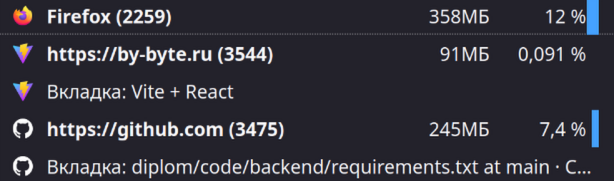 Firefox (2259) 358МБ 12 %
https://by-byte.ru (3544) 91МБ 0,091 %
Вкладка: Vite + React
https://github.com (3475) 245МБ 7,4 %
Вкладка: diplom/code/backend/requirements.txt at main · C...